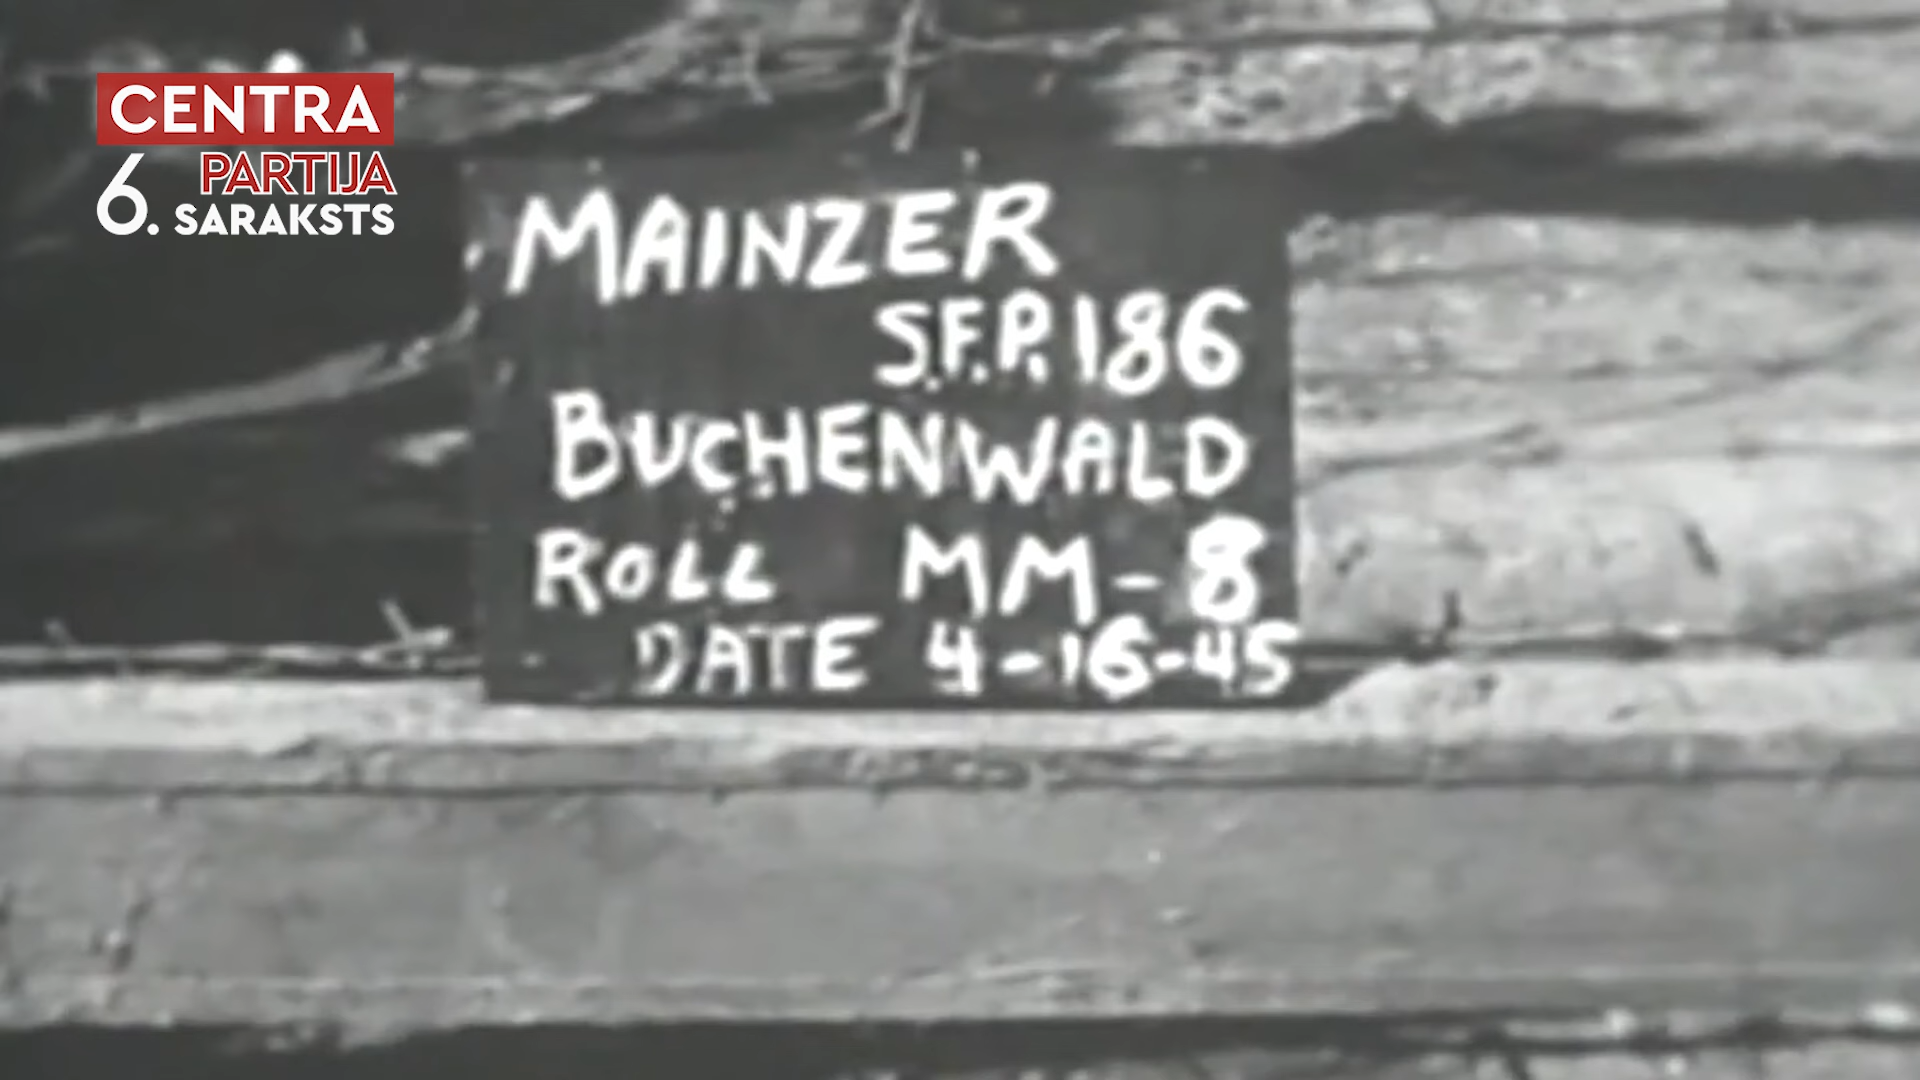 CENTRA
PARTIJA
6. SARAKSTS
MAINZER
S.F.P. 186
BUCHENWALD
ROLL MM-8
DATE 4-16-45